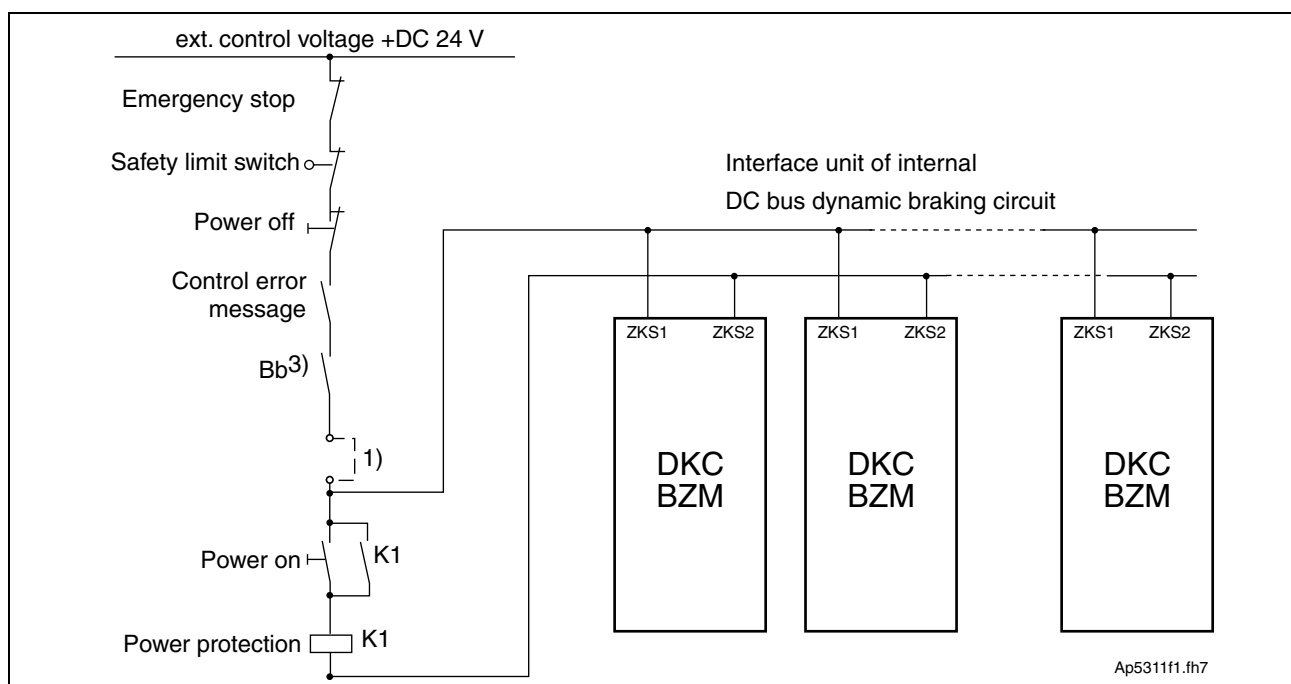 ext. control voltage +DC 24 V
Emergency stop
Safety limit switch
Power off
Control error
message
Bb3)
1)
Power on
K1
Power protection
K1
Interface unit of internal
DC bus dynamic braking circuit
ZKS1 ZKS2
DKC
BZM
ZKS1 ZKS2
DKC
BZM
ZKS1 ZKS2
DKC
BZM
Ap5311f1.fh7